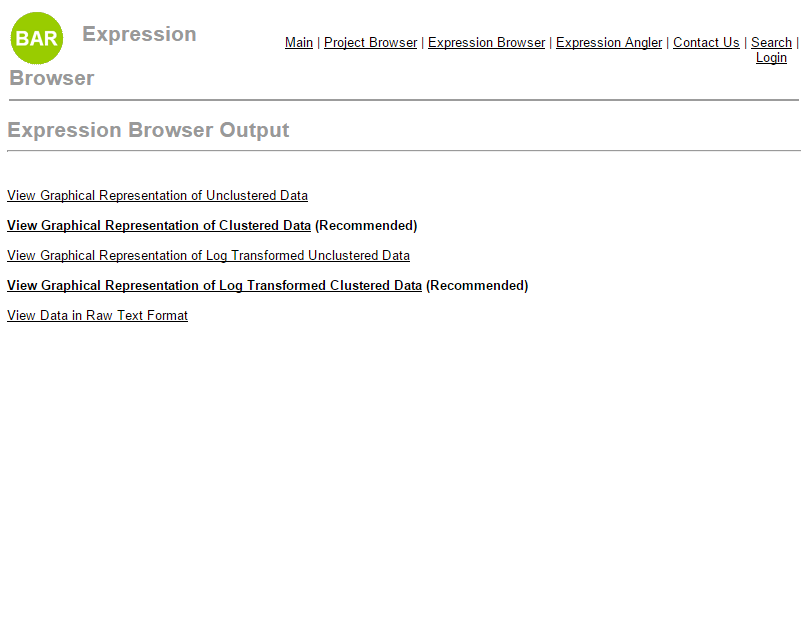 BAR Expression
Browser
Main | Project Browser | Expression Browser | Expression Angler | Contact Us | Search |
Login
Expression Browser Output
View Graphical Representation of Unclustered Data
View Graphical Representation of Clustered Data (Recommended)
View Graphical Representation of Log Transformed Unclustered Data
View Graphical Representation of Log Transformed Clustered Data (Recommended)
View Data in Raw Text Format